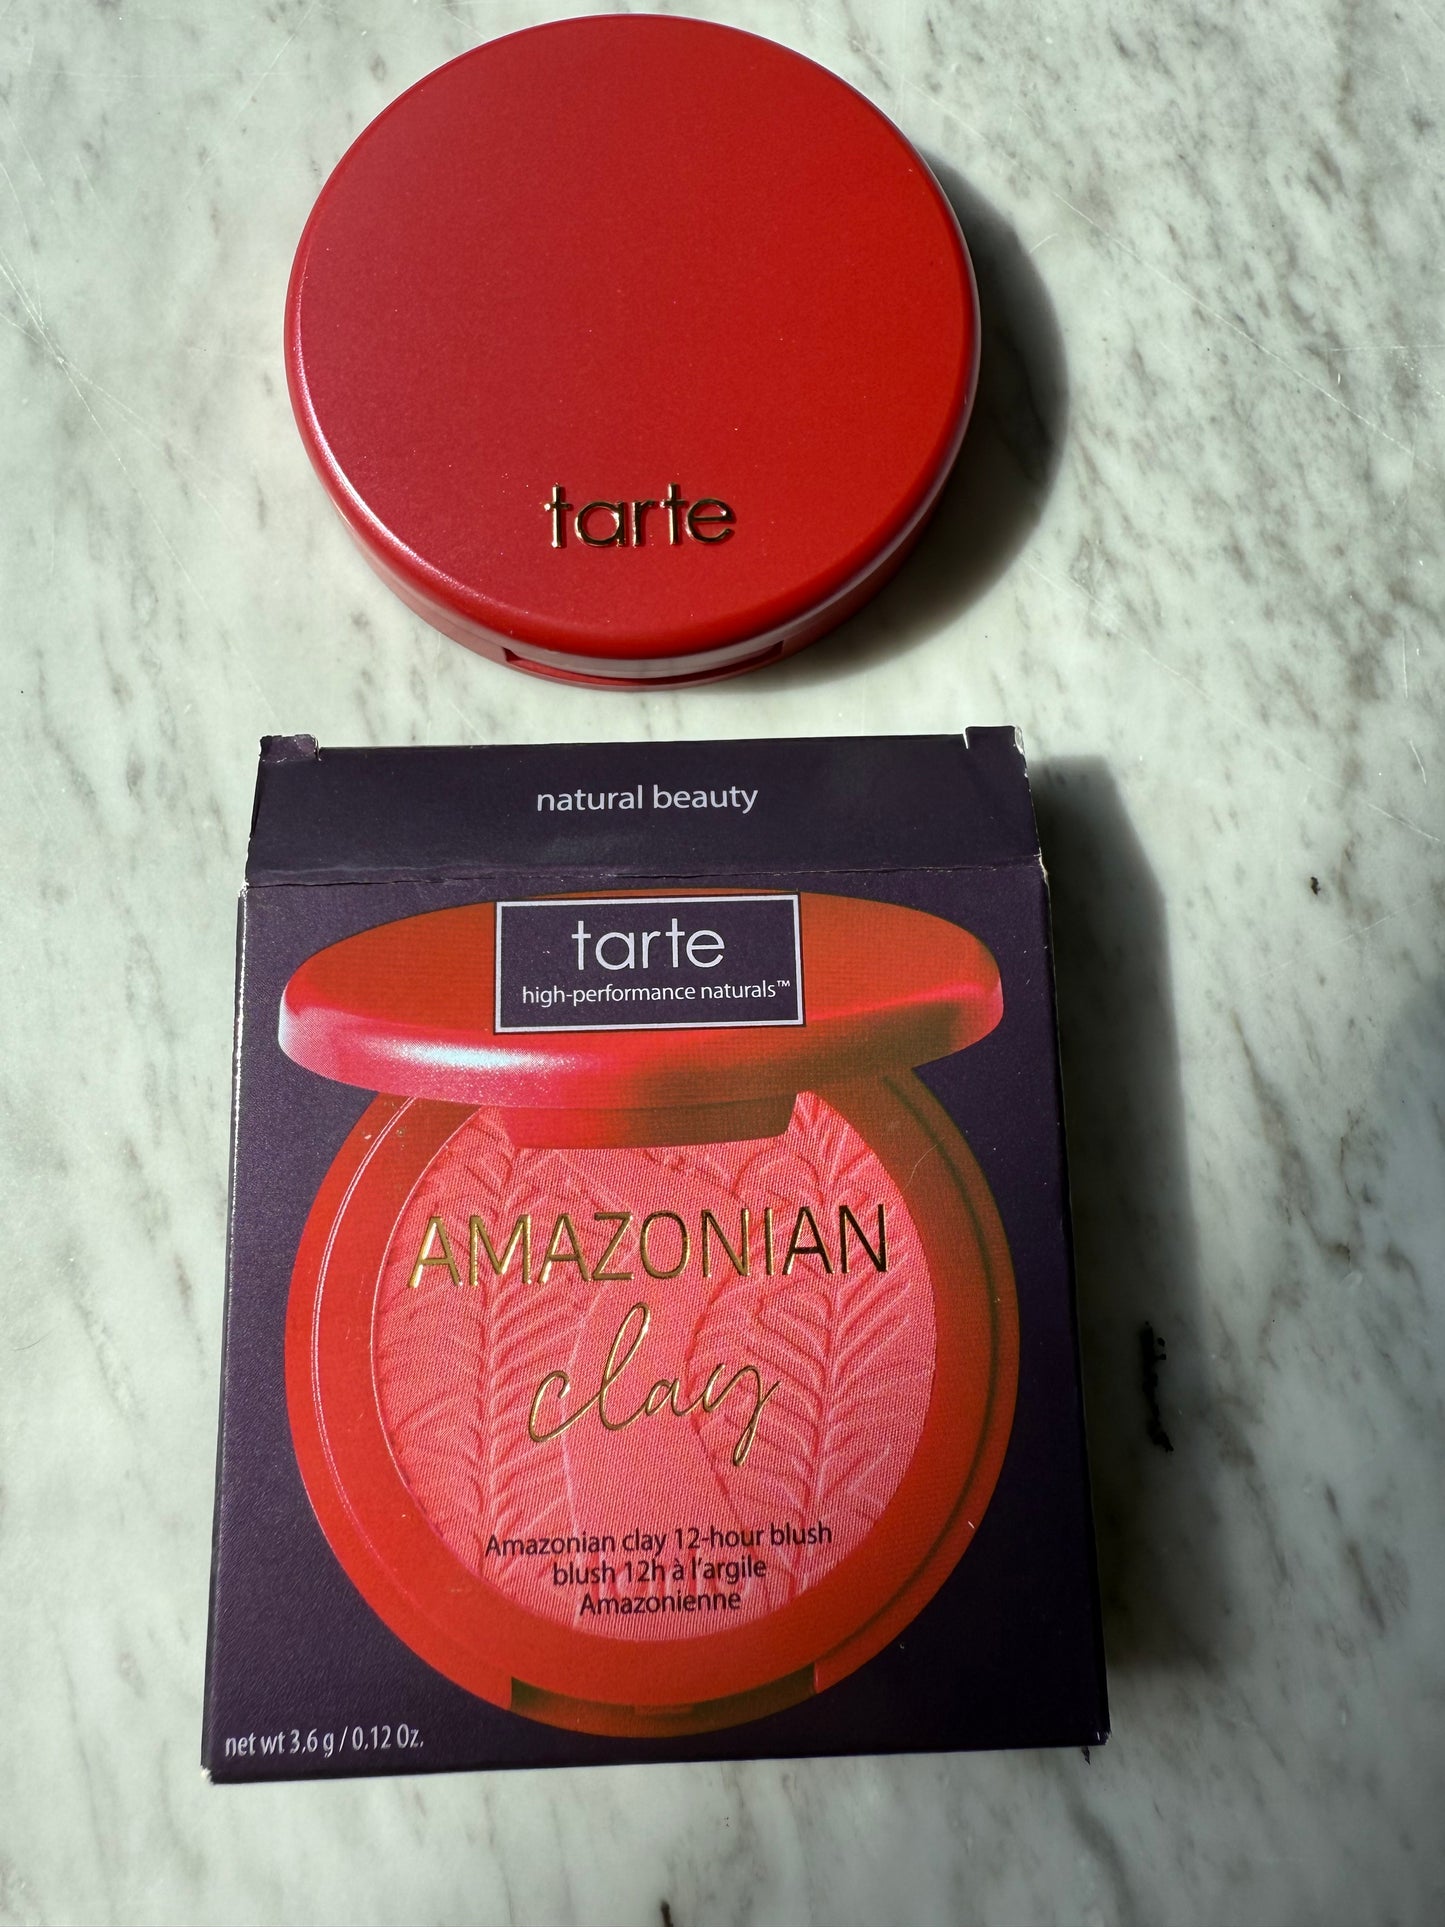 tarte
natural beauty
tarte
high-performance naturals™
AMAZONIAN
clay
Amazonian clay 12-hour blush
blush 12h à l'argile
Amazonienne
net wt 3.6 g / 0.12 Oz.